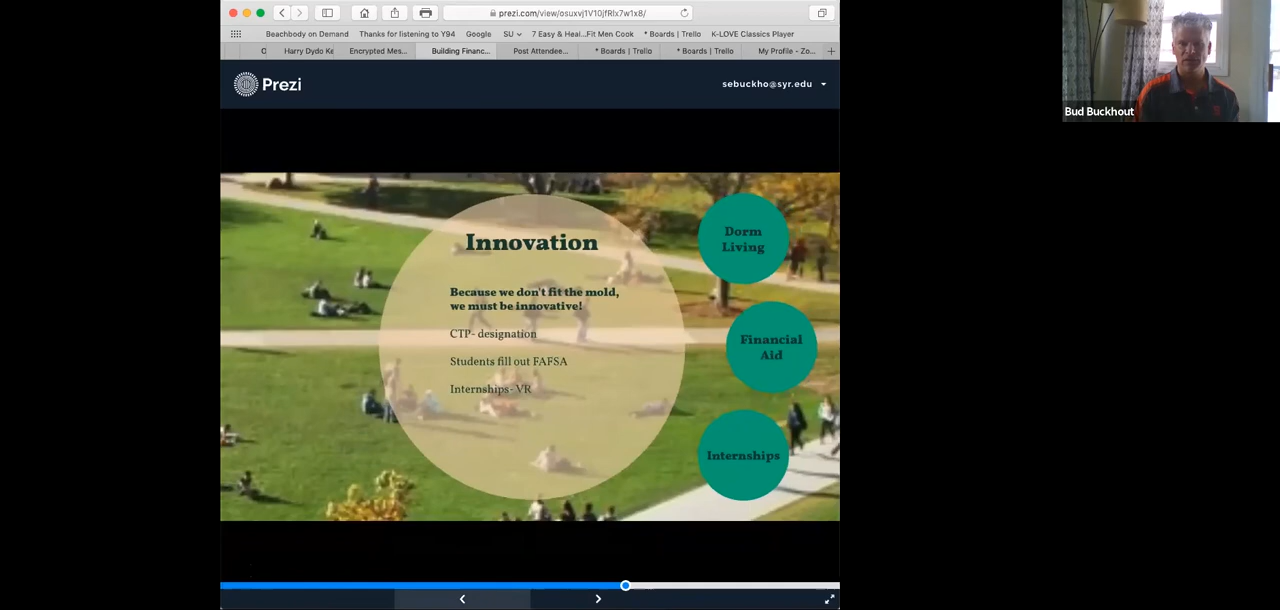 prezi.com/view/osuxvj1V10jfRlx7w1x8/
Beachbody on Demand Thanks for listening to Y94 Google SU 7 Easy & Heal...Fit Men Cook * Boards | Trello K-LOVE Classics Player
Harry Dydo Ke Encrypted Mes... Building Financ... Post Attendee... * Boards | Trello * Boards | Trello My Profile - Zo...
Prezi
sebuckho@syr.edu
Bud Buckhout
Innovation
Because we don't fit the mold,
we must be innovative!
CTP- designation
Students fill out FAFSA
Internships- VR
Dorm
Living
Financial
Aid
Internships